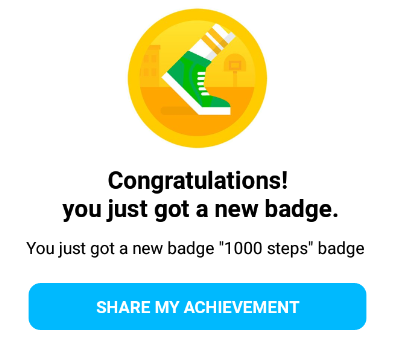 Congratulations!
you just got a new badge.
You just got a new badge "1000 steps" badge
SHARE MY ACHIEVEMENT